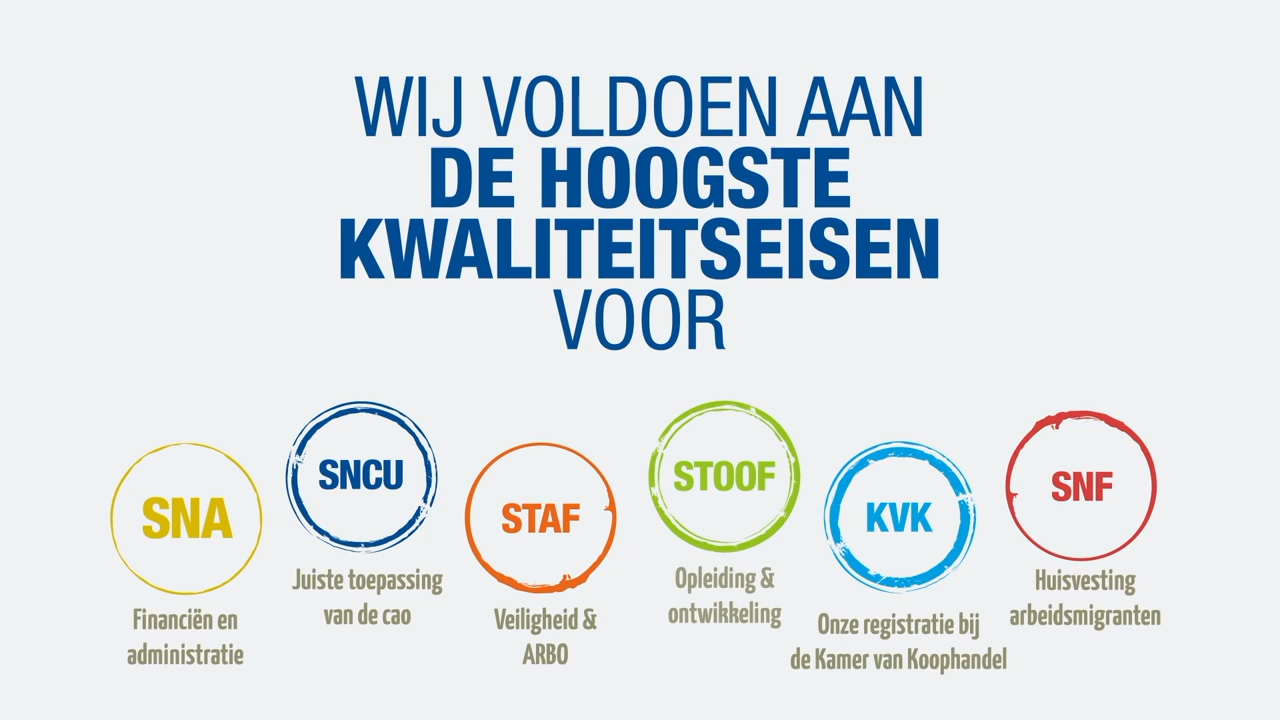 WIJ VOLDOEN AAN
DE HOOGSTE
KWALITEITSEISEN
VOOR
SNA
Financiën en
administratie
SNCU
Juiste toepassing
van de cao
STAF
Veiligheid &
ARBO
STOOF
Opleiding &
ontwikkeling
KVK
Onze registratie bij
de Kamer van Koophandel
SNF
Huisvesting
arbeidsmigranten